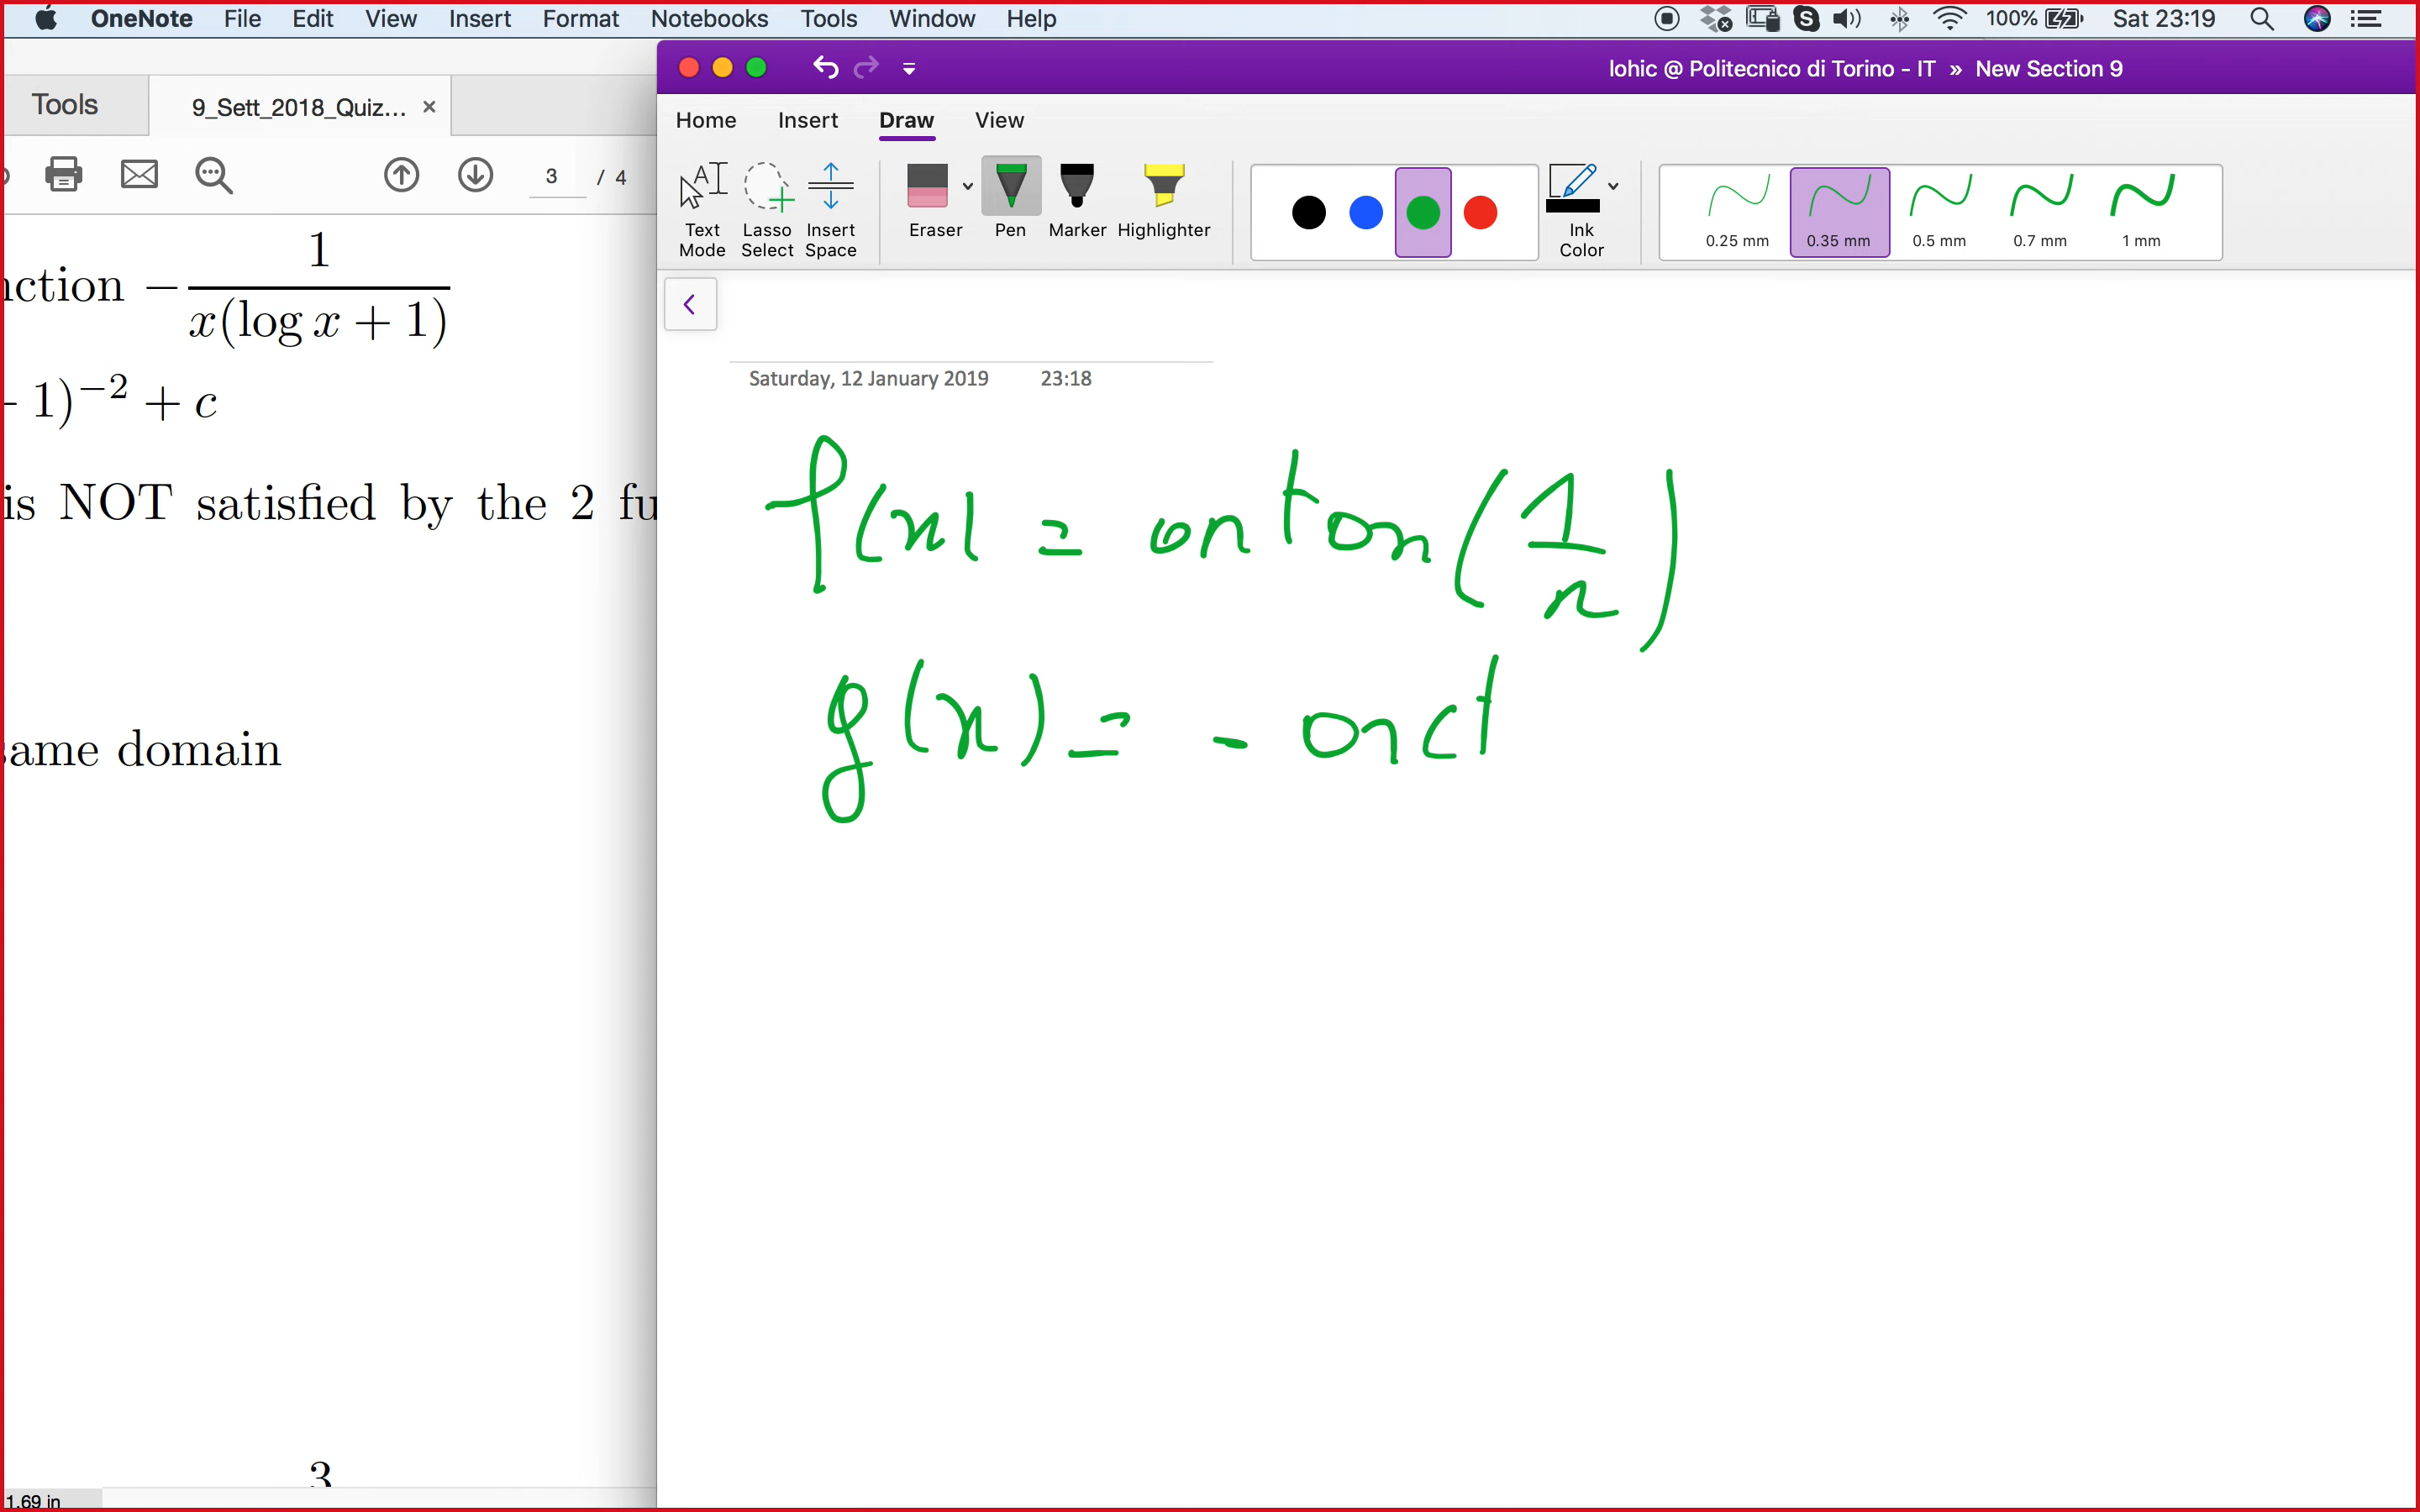 OneNote File Edit View Insert Format Notebooks Tools Window Help 100% Sat 23:19
Iohic @ Politecnico di Torino - IT » New Section 9
Tools 9_Sett_2018_Quiz... ×
Home Insert Draw View
3 / 4
Text Mode Lasso Select Insert Space Eraser Pen Marker Highlighter Ink Color 0.25 mm 0.35 mm 0.5 mm 0.7 mm 1 mm
nction − 1 / x(log x + 1)
- 1)⁻² + c
is NOT satisfied by the 2 fu
same domain
3
1.69 in
Saturday, 12 January 2019 23:18
f(x) = arctan(1/x)
g(x) = - arct